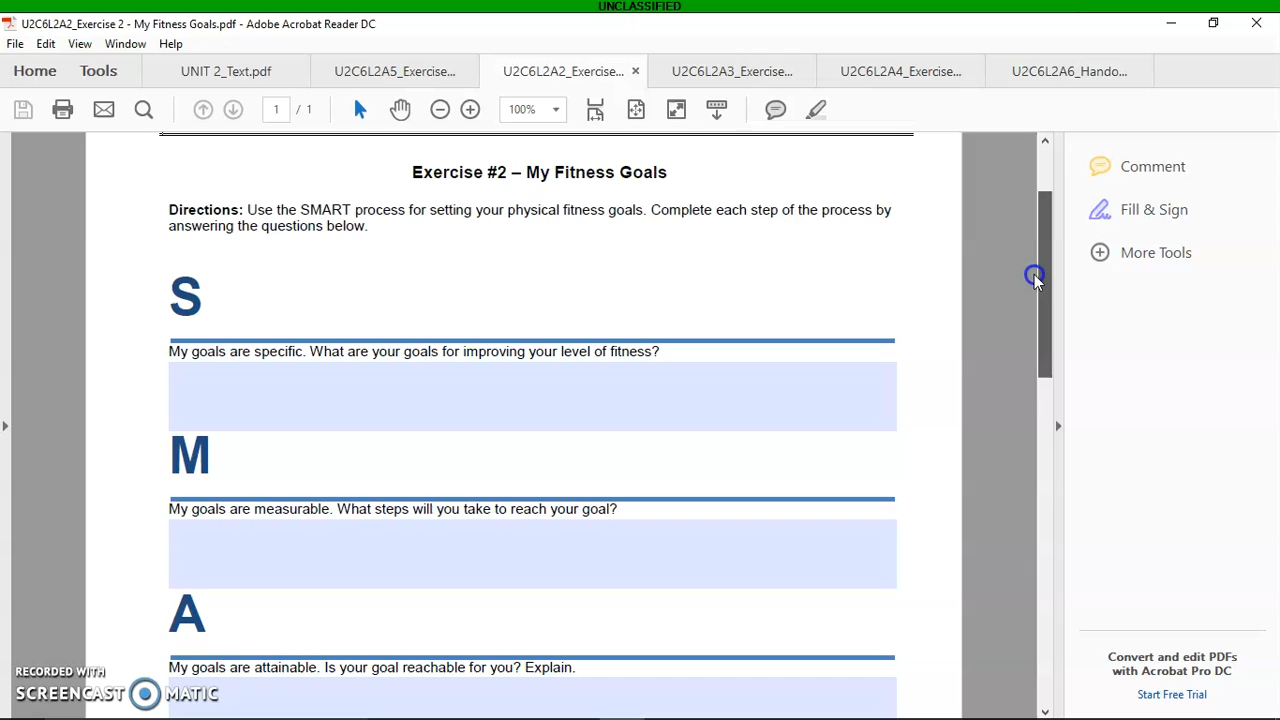 UNCLASSIFIED
U2C6L2A2_Exercise 2 - My Fitness Goals.pdf - Adobe Acrobat Reader DC
File Edit View Window Help
Home Tools UNIT 2_Text.pdf U2C6L2A5_Exercise... U2C6L2A2_Exercise... × U2C6L2A3_Exercise... U2C6L2A4_Exercise... U2C6L2A6_Hando...
1 / 1 100%
Exercise #2 – My Fitness Goals
Directions: Use the SMART process for setting your physical fitness goals. Complete each step of the process by
answering the questions below.
S
My goals are specific. What are your goals for improving your level of fitness?
M
My goals are measurable. What steps will you take to reach your goal?
A
My goals are attainable. Is your goal reachable for you? Explain.
Comment
Fill & Sign
More Tools
Convert and edit PDFs
with Acrobat Pro DC
Start Free Trial
RECORDED WITH
SCREENCAST MATIC